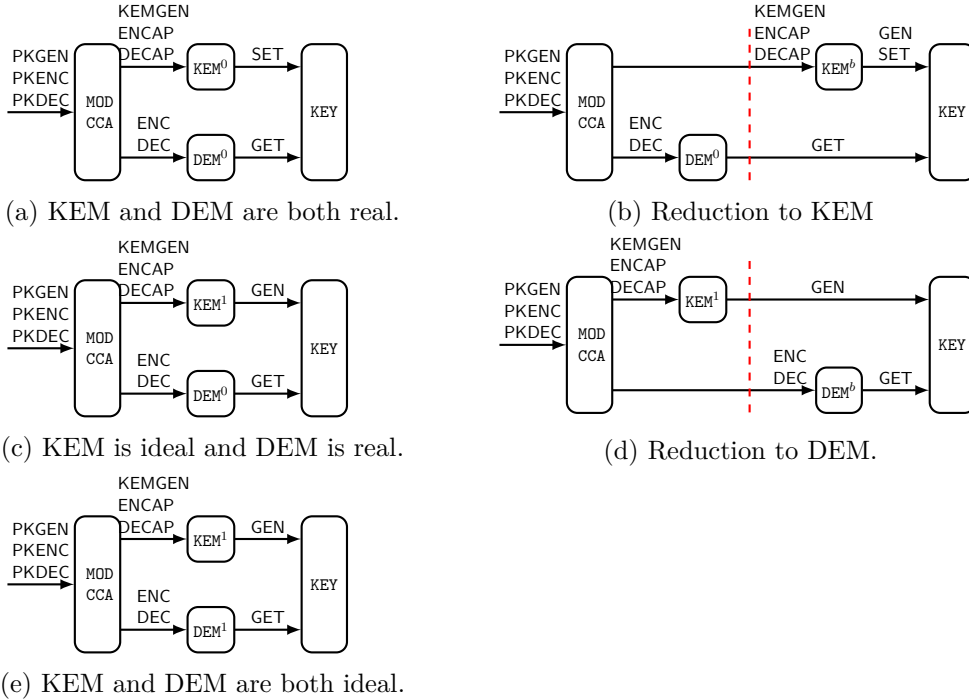 KEMGEN
ENCAP
DECAP
PKGEN
PKENC
PKDEC
MOD
CCA
KEM⁰
SET
ENC
DEC
DEM⁰
GET
KEY
(a) KEM and DEM are both real.
KEMGEN
ENCAP
DECAP
PKGEN
PKENC
PKDEC
MOD
CCA
KEMᵇ
GEN
SET
ENC
DEC
DEM⁰
GET
KEY
(b) Reduction to KEM
KEMGEN
ENCAP
DECAP
PKGEN
PKENC
PKDEC
MOD
CCA
KEM¹
GEN
ENC
DEC
DEM⁰
GET
KEY
(c) KEM is ideal and DEM is real.
KEMGEN
ENCAP
DECAP
PKGEN
PKENC
PKDEC
MOD
CCA
KEM¹
GEN
ENC
DEC
DEMᵇ
GET
KEY
(d) Reduction to DEM.
KEMGEN
ENCAP
DECAP
PKGEN
PKENC
PKDEC
MOD
CCA
KEM¹
GEN
ENC
DEC
DEM¹
GET
KEY
(e) KEM and DEM are both ideal.